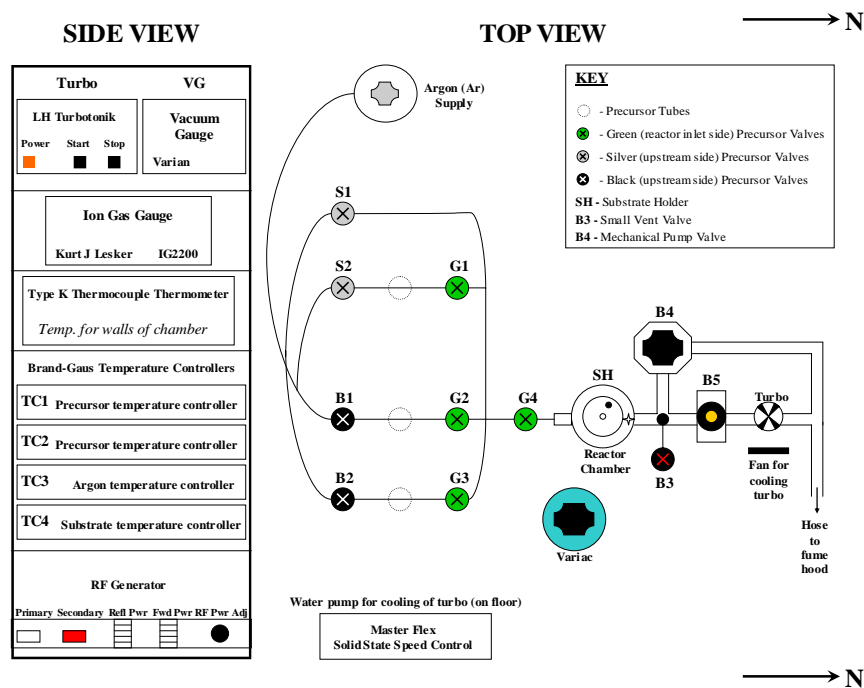 N
SIDE VIEW
TOP VIEW
Turbo
VG
LH Turbotonik
Power
Start
Stop
Vacuum
Gauge
Varian
Ion Gas Gauge
Kurt J Lesker
IG2200
Type K Thermocouple Thermometer
Temp. for walls of chamber
Brand-Gaus Temperature Controllers
TC1 Precursor temperature controller
TC2 Precursor temperature controller
TC3 Argon temperature controller
TC4 Substrate temperature controller
RF Generator
Primary
Secondary
Refl Pwr
Fwd Pwr
RF Pwr Adj
Argon (Ar)
Supply
KEY
- Precursor Tubes
- Green (reactor inlet side) Precursor Valves
- Silver (upstream side) Precursor Valves
- Black (upstream side) Precursor Valves
SH - Substrate Holder
B3 - Small Vent Valve
B4 - Mechanical Pump Valve
S1
S2
G1
B1
G2
G4
B2
G3
SH
Reactor
Chamber
B4
B5
Turbo
B3
Fan for
cooling
turbo
Variac
Hose
to
fume
hood
Water pump for cooling of turbo (on floor)
Master Flex
Solid State Speed Control
N